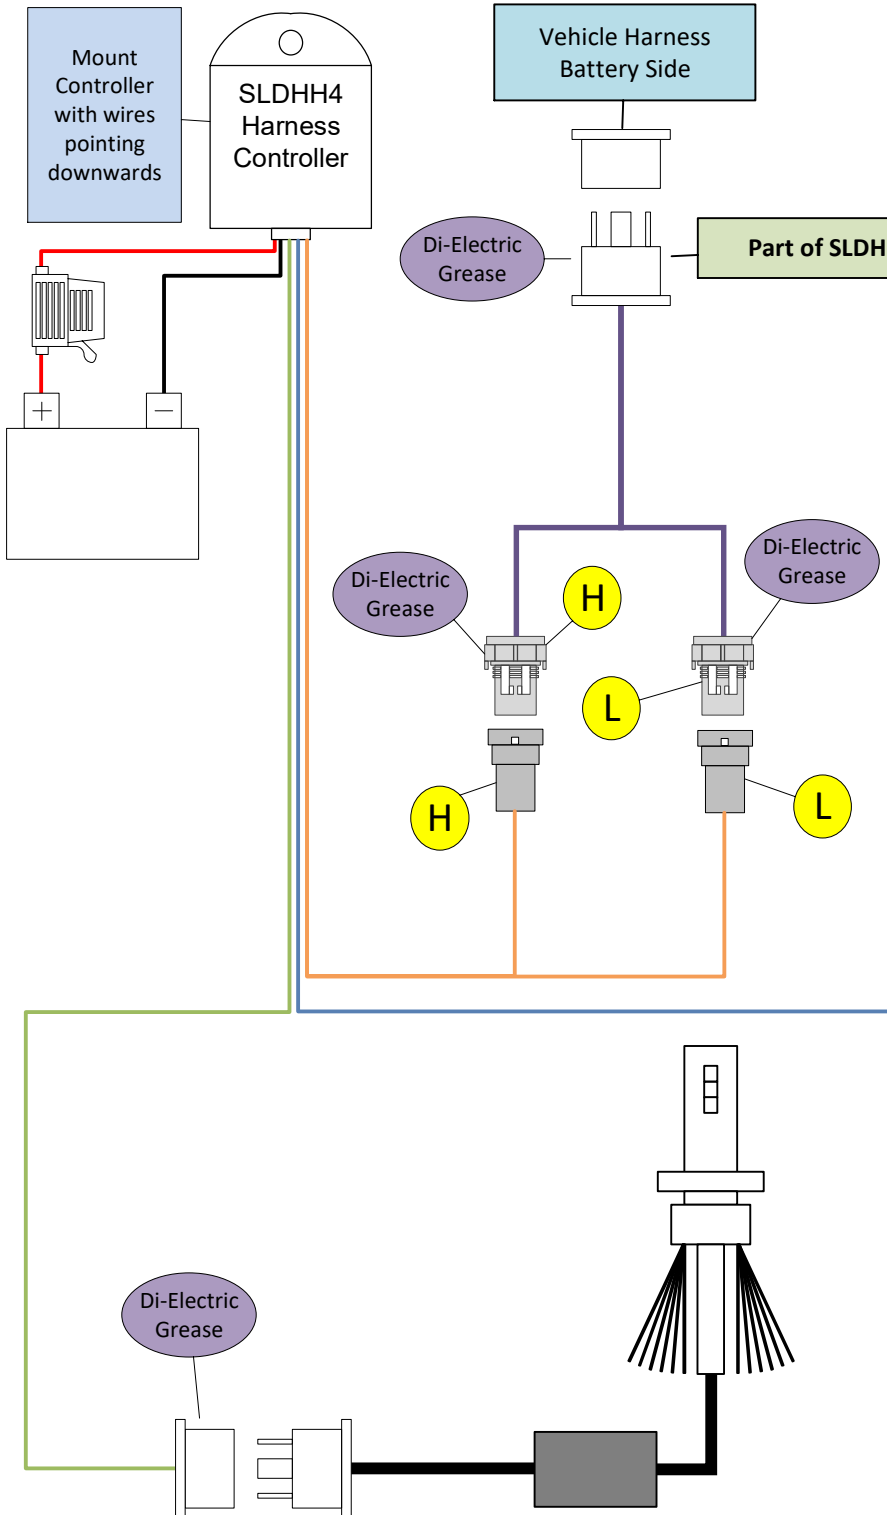 Mount
Controller
with wires
pointing
downwards
SLDHH4
Harness
Controller
Vehicle Harness
Battery Side
Di-Electric
Grease
Part of SLDH
+
−
Di-Electric
Grease
H
Di-Electric
Grease
L
H
L
Di-Electric
Grease